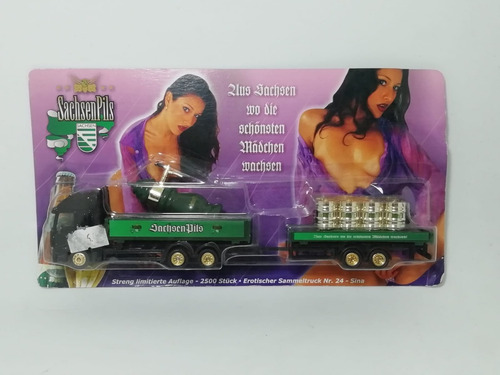 SachsenPils
Aus Sachsen
wo die
schönsten
Mädchen
wachsen
SachsenPils
Streng limitierte Auflage - 2500 Stück • Erotischer Sammeltruck Nr. 24 - Sina